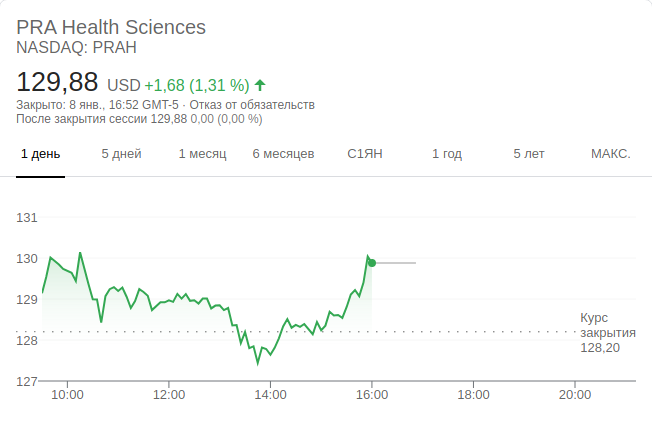 PRA Health Sciences
NASDAQ: PRAH
129,88 USD +1,68 (1,31 %)
Закрыто: 8 янв., 16:52 GMT-5 · Отказ от обязательств
После закрытия сессии 129,88 0,00 (0,00 %)
1 день 5 дней 1 месяц 6 месяцев С1ЯН 1 год 5 лет МАКС.
131
130
129
Курс
закрытия
128,20
128
127
10:00 12:00 14:00 16:00 18:00 20:00